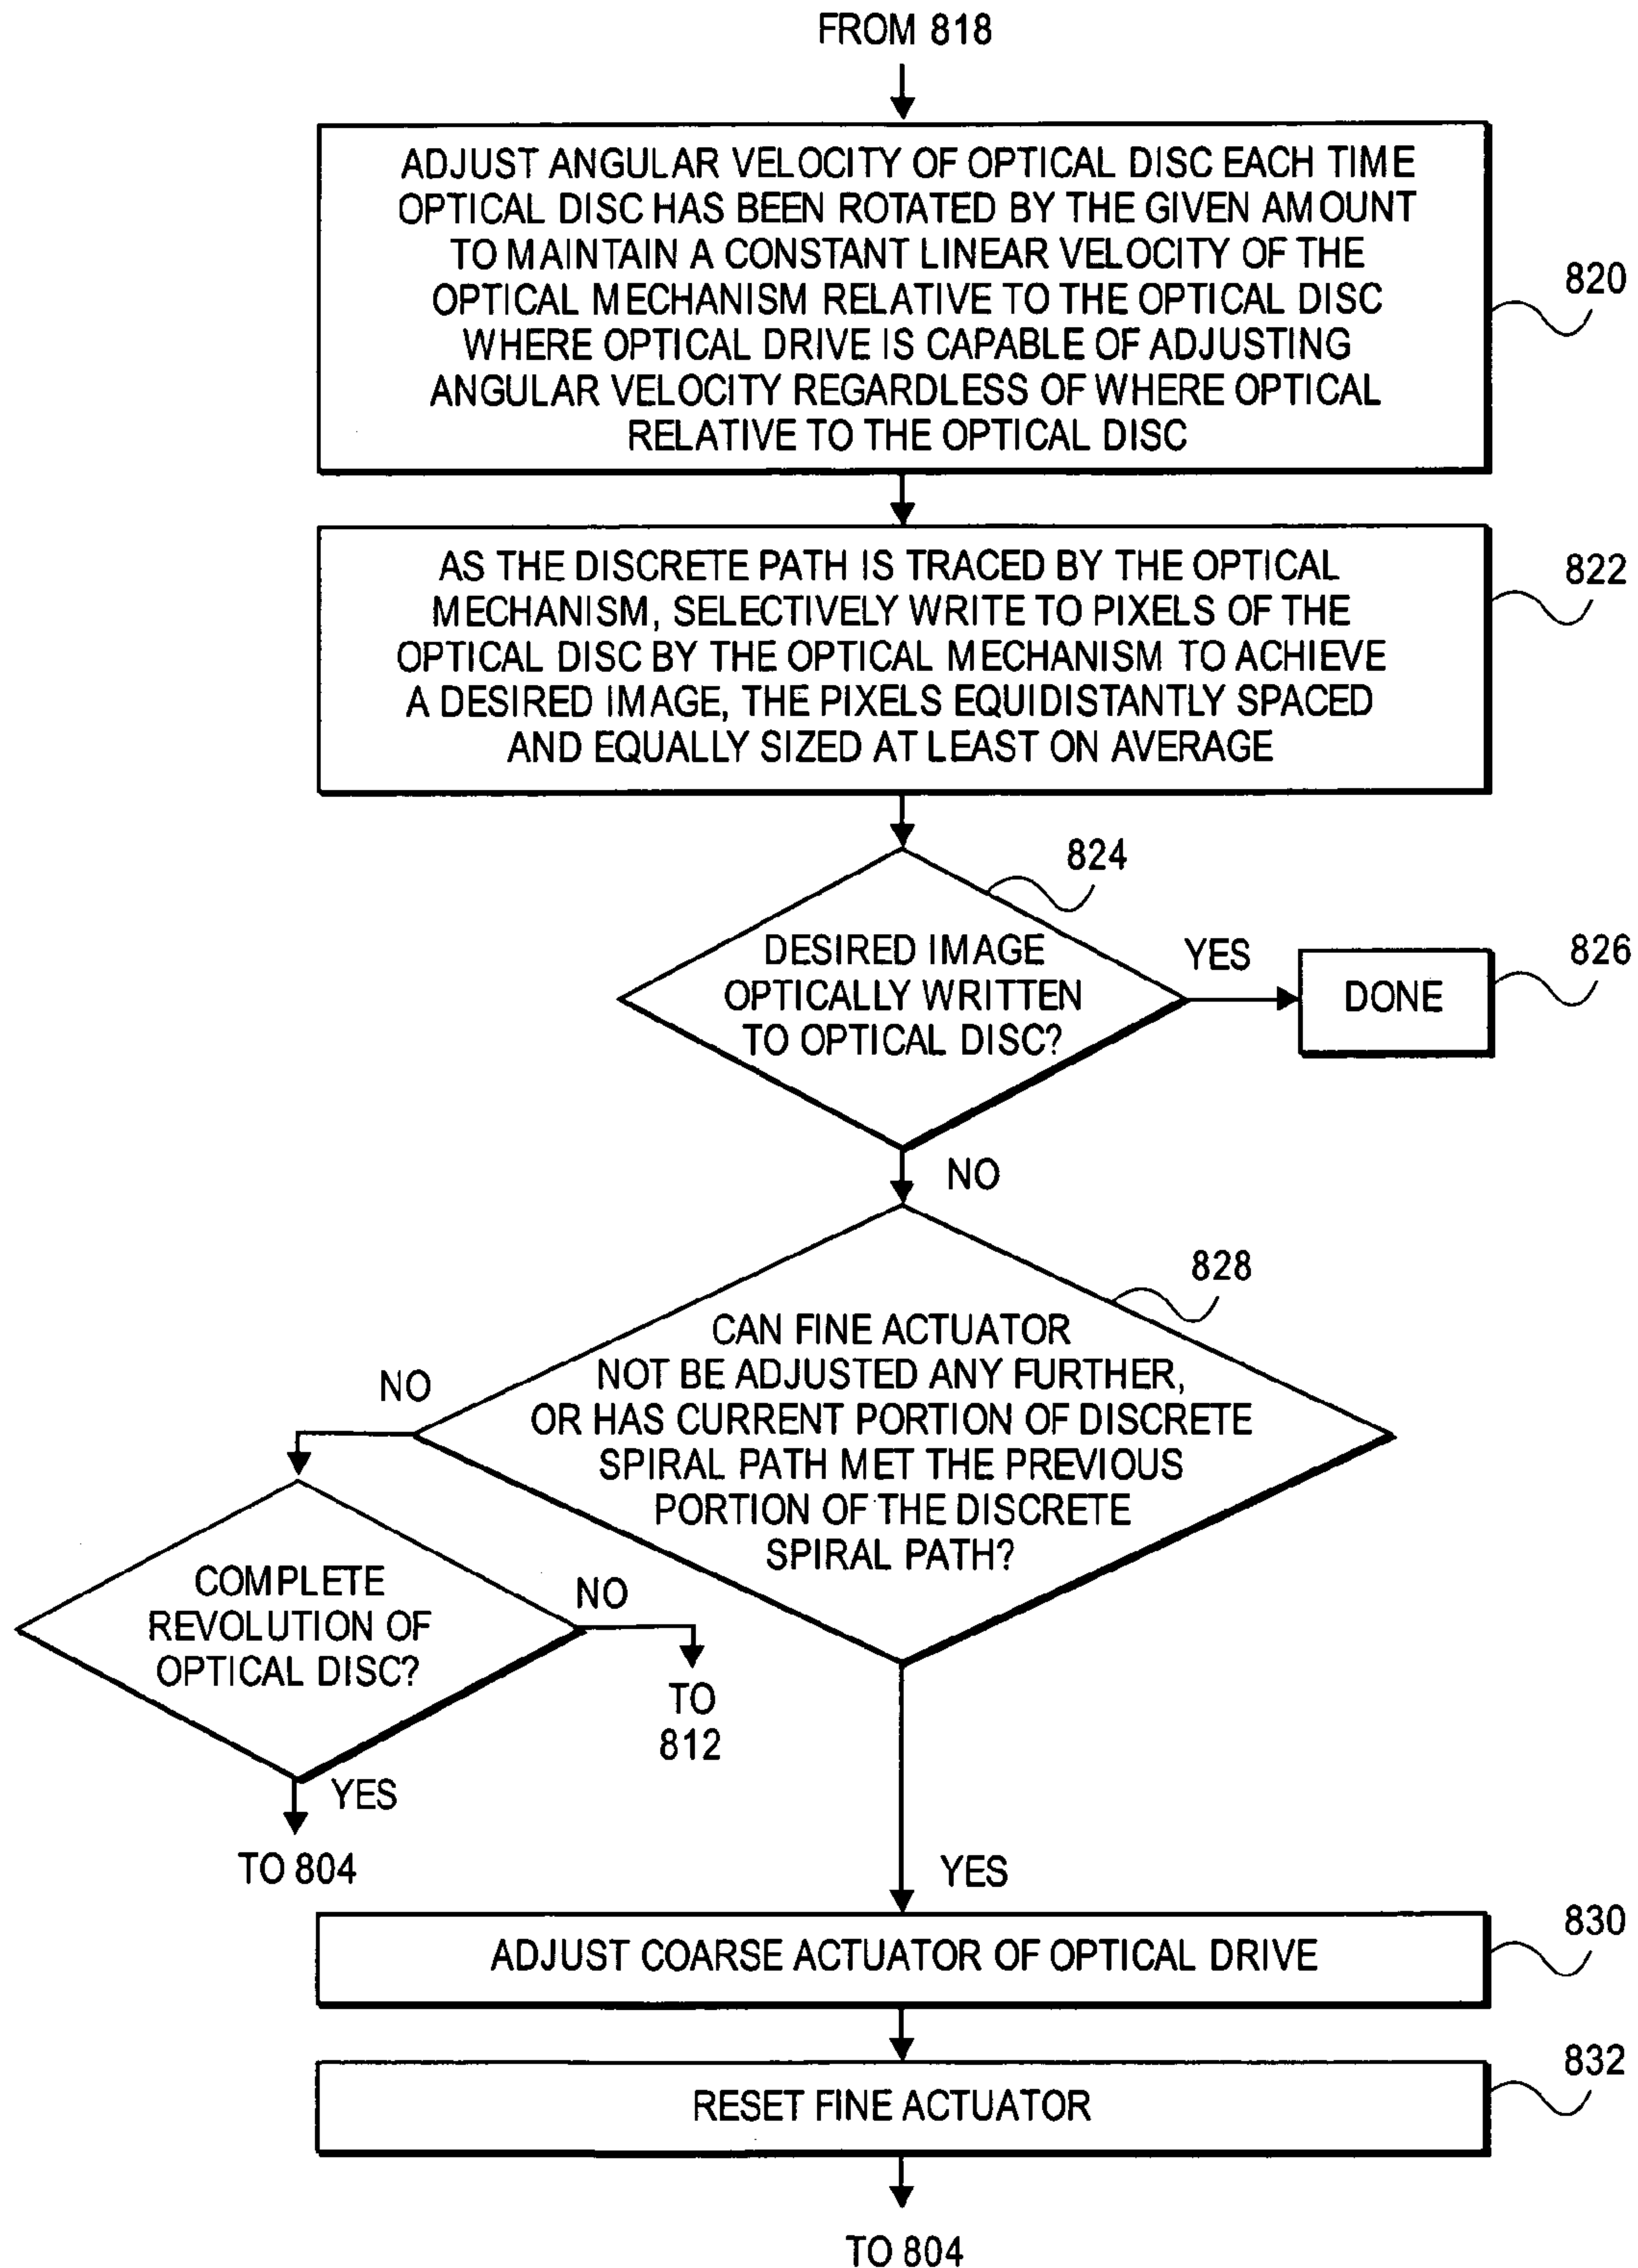 FROM 818
ADJUST ANGULAR VELOCITY OF OPTICAL DISC EACH TIME
OPTICAL DISC HAS BEEN ROTATED BY THE GIVEN AMOUNT
TO MAINTAIN A CONSTANT LINEAR VELOCITY OF THE
OPTICAL MECHANISM RELATIVE TO THE OPTICAL DISC
WHERE OPTICAL DRIVE IS CAPABLE OF ADJUSTING
ANGULAR VELOCITY REGARDLESS OF WHERE OPTICAL
RELATIVE TO THE OPTICAL DISC
820
AS THE DISCRETE PATH IS TRACED BY THE OPTICAL
MECHANISM, SELECTIVELY WRITE TO PIXELS OF THE
OPTICAL DISC BY THE OPTICAL MECHANISM TO ACHIEVE
A DESIRED IMAGE, THE PIXELS EQUIDISTANTLY SPACED
AND EQUALLY SIZED AT LEAST ON AVERAGE
822
824
DESIRED IMAGE
OPTICALLY WRITTEN
TO OPTICAL DISC?
YES
DONE
826
NO
828
CAN FINE ACTUATOR
NOT BE ADJUSTED ANY FURTHER,
OR HAS CURRENT PORTION OF DISCRETE
SPIRAL PATH MET THE PREVIOUS
PORTION OF THE DISCRETE
SPIRAL PATH?
NO
COMPLETE
REVOLUTION OF
OPTICAL DISC?
NO
TO
812
YES
TO 804
YES
ADJUST COARSE ACTUATOR OF OPTICAL DRIVE
830
RESET FINE ACTUATOR
832
TO 804